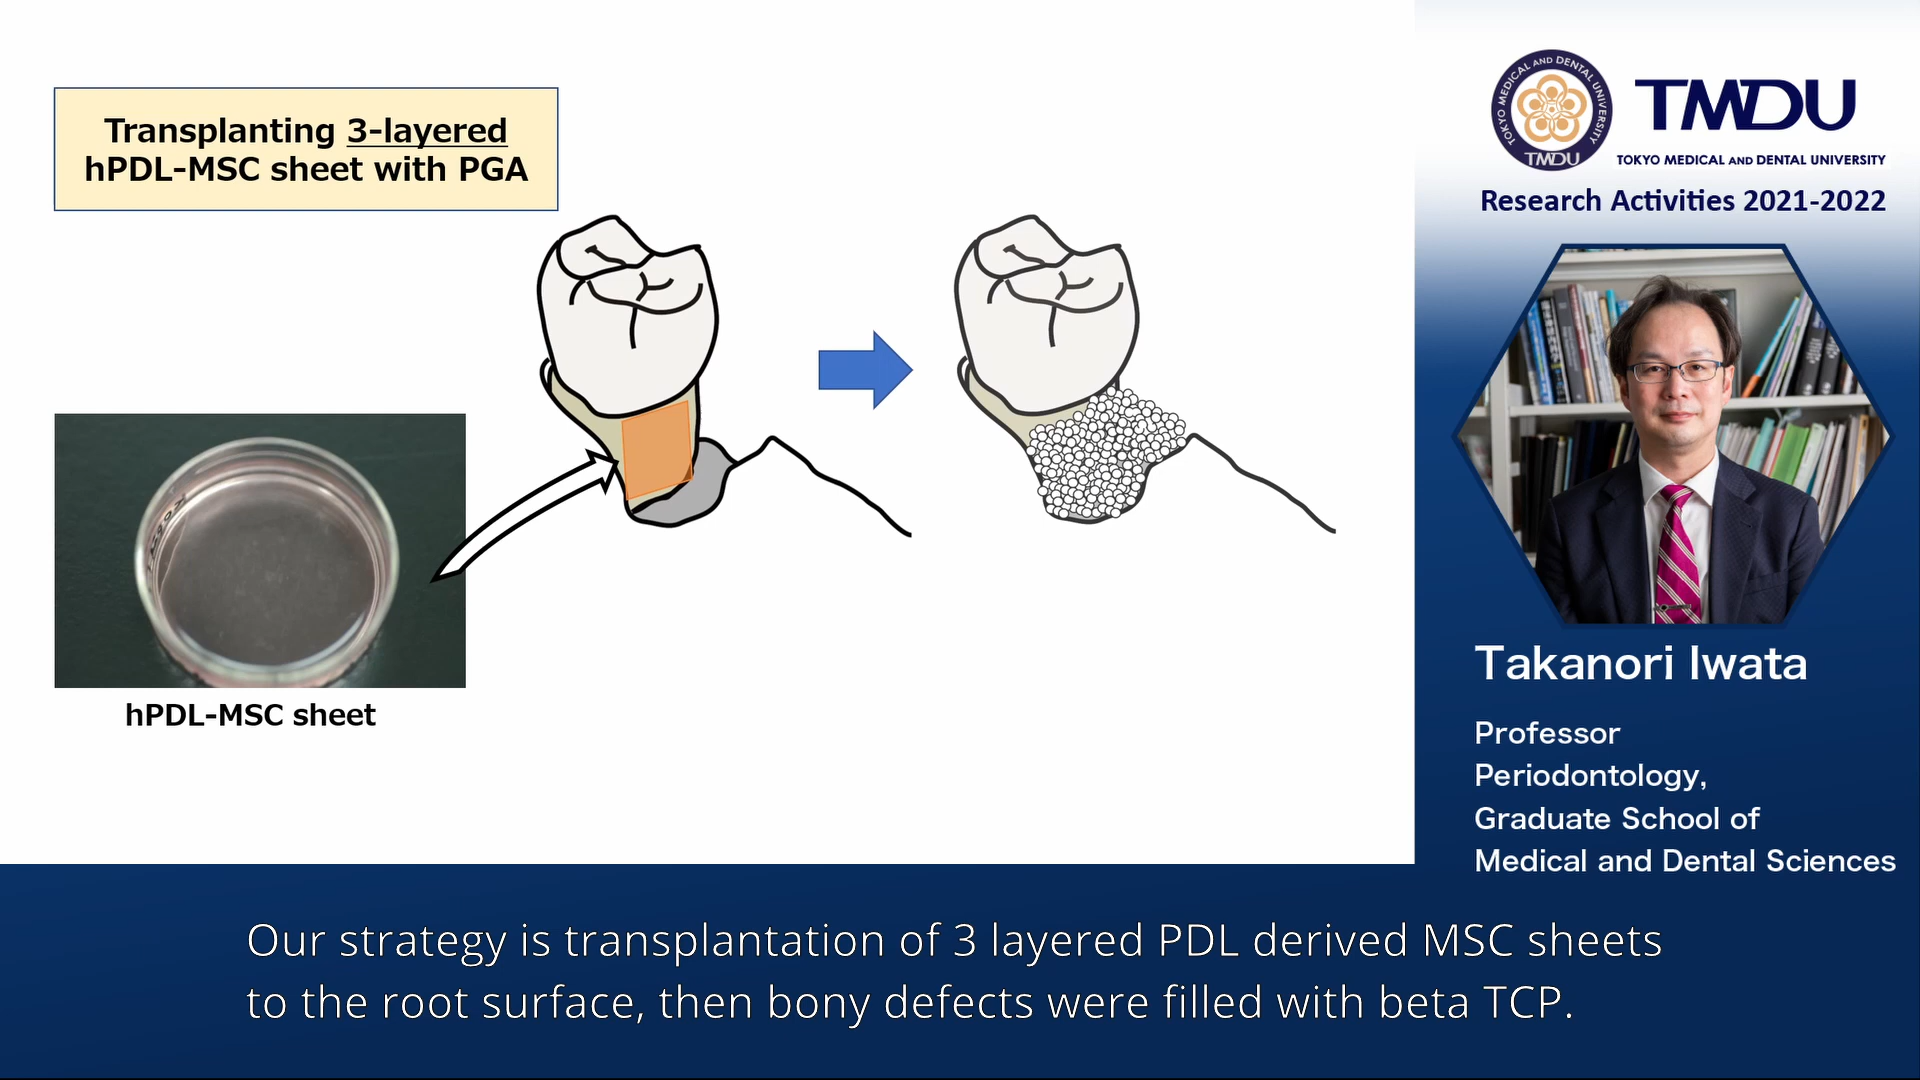 Transplanting 3-layered
hPDL-MSC sheet with PGA
hPDL-MSC sheet
TOKYO MEDICAL AND DENTAL UNIVERSITY
TMDU
TMDU
TOKYO MEDICAL AND DENTAL UNIVERSITY
Research Activities 2021-2022
Takanori Iwata
Professor
Periodontology,
Graduate School of
Medical and Dental Sciences
Our strategy is transplantation of 3 layered PDL derived MSC sheets
to the root surface, then bony defects were filled with beta TCP.